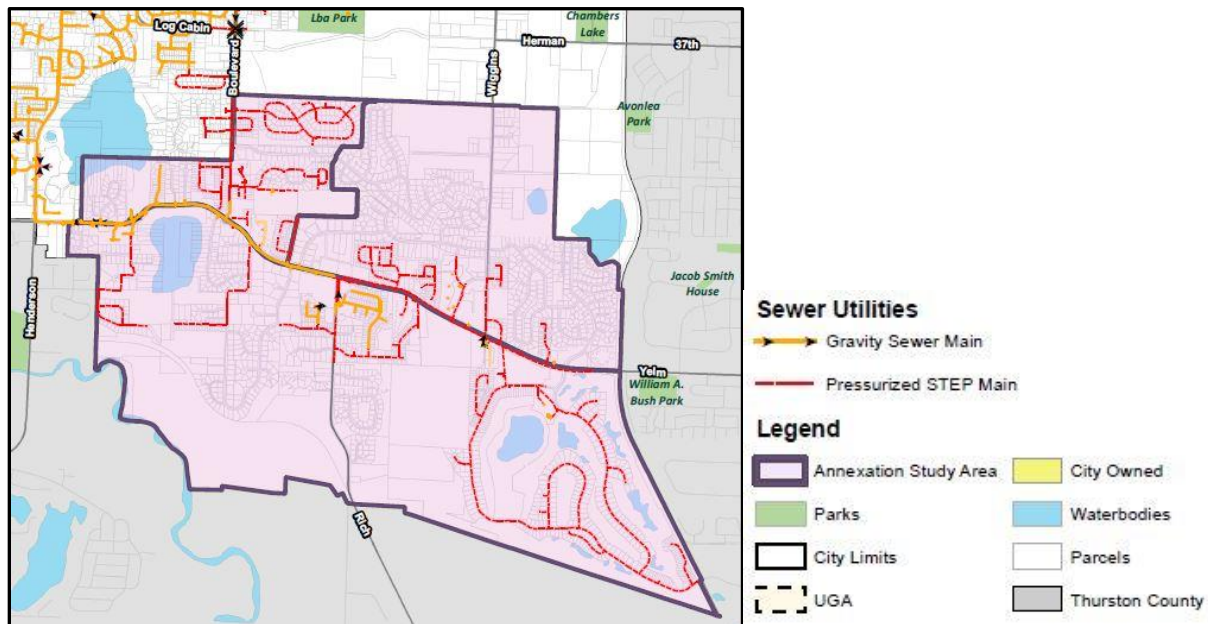 Log Cabin
Lba Park
Chambers
Lake
Boulevard
Herman
37th
Wiggins
Avonlea
Park
Henderson
Jacob Smith
House
Yelm
William A.
Bush Park
Rich
Sewer Utilities
Gravity Sewer Main
Pressurized STEP Main
Legend
Annexation Study Area
City Owned
Parks
Waterbodies
City Limits
Parcels
UGA
Thurston County